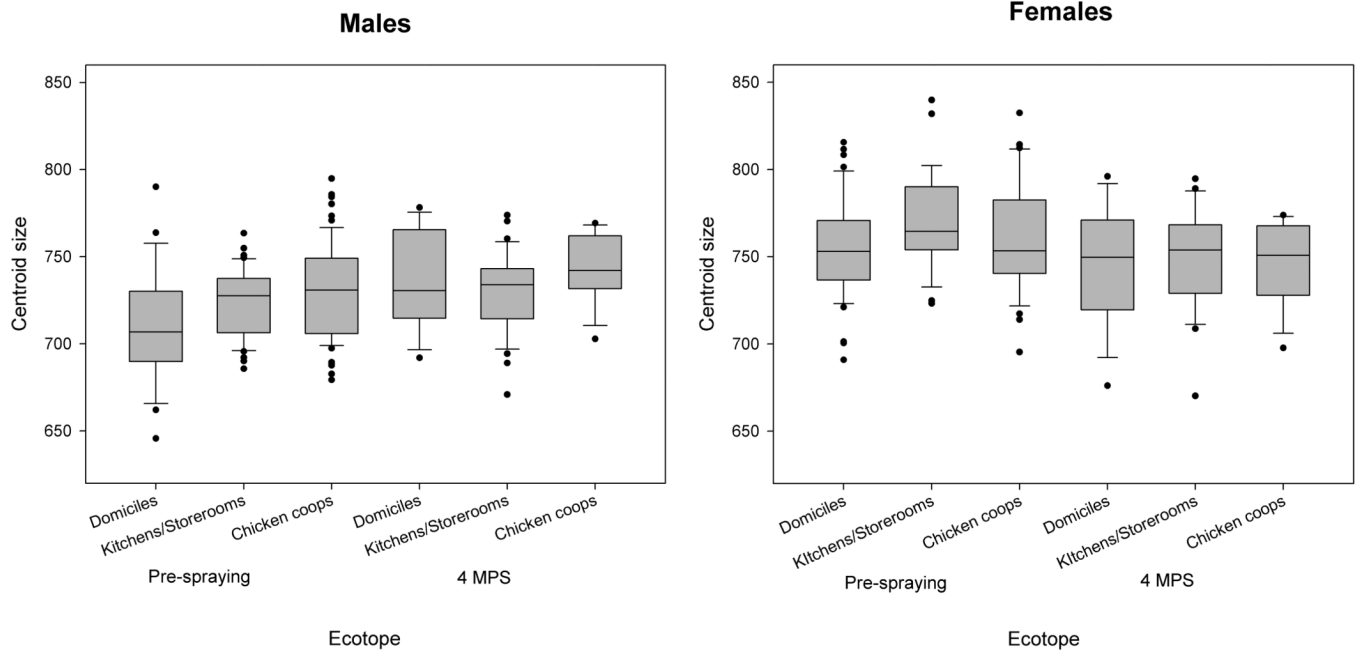 Males
Females
850
800
750
700
650
Centroid size
Domiciles
Kitchens/Storerooms
Chicken coops
Domiciles
Kitchens/Storerooms
Chicken coops
Pre-spraying
4 MPS
Ecotope
850
800
750
700
650
Centroid size
Domiciles
KItchens/Storerooms
Chicken coops
Domiciles
KItchens/Storerooms
Chicken coops
Pre-spraying
4 MPS
Ecotope